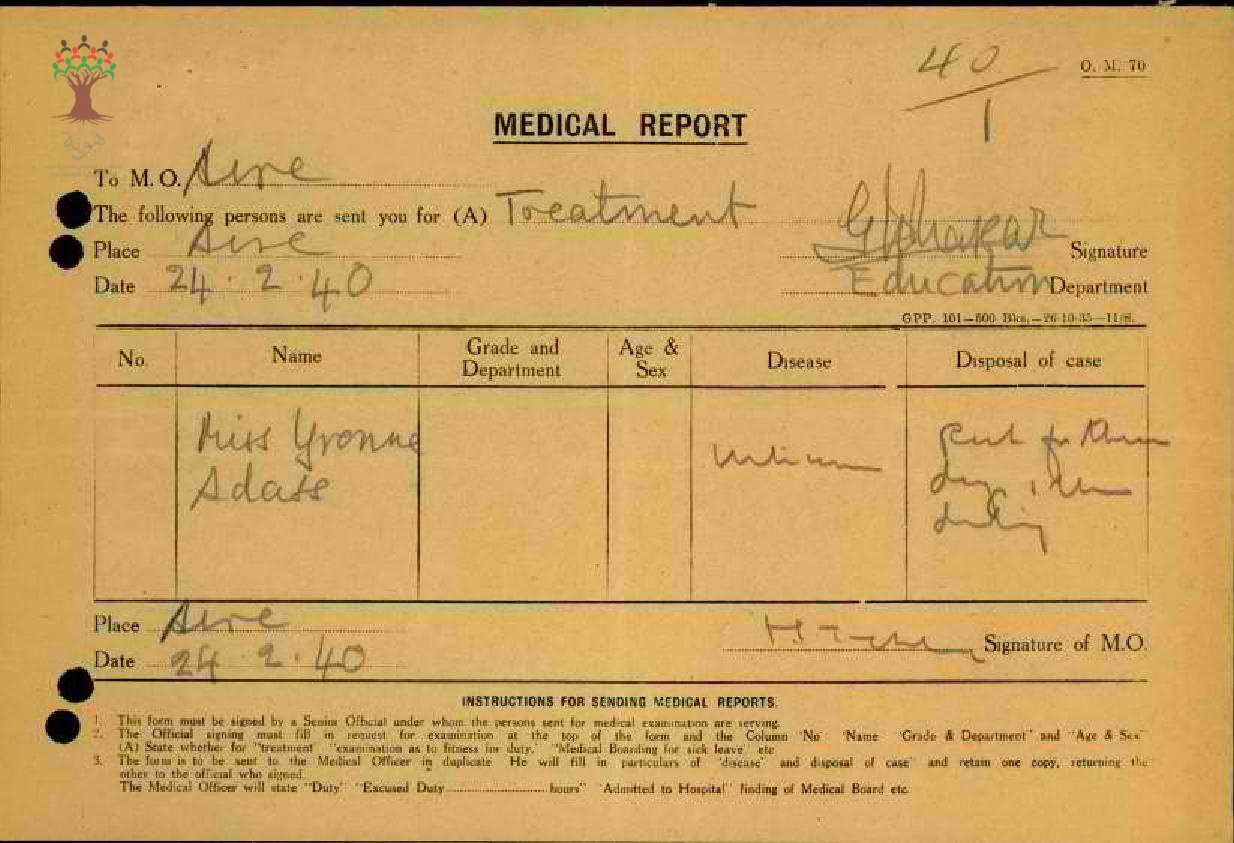 40
1
O. M. 70
هوية
MEDICAL REPORT
To M. O. Acre
The following persons are sent you for (A) Treatment
Place Acre
Signature
Date 24.2.40
Education Department
GPP. 101—600 Bks.—26-10-35—11/8.
No. Name Grade and Department Age & Sex Disease Disposal of case
Miss Yvonne
Adass
Place Acre
Signature of M.O.
Date 24.2.40
INSTRUCTIONS FOR SENDING MEDICAL REPORTS.
1. This form must be signed by a Senior Official under whom the persons sent for medical examination are serving.
2. The Official signing must fill in request for examination at the top of the form and the Column 'No' 'Name' 'Grade & Department" and 'Age & Sex"
(A) State whether for "treatment" "examination as to fitness for duty," "Medical Boarding for sick leave" etc
3. The form is to be sent to the Medical Officer in duplicate He will fill in particulars of 'disease' and disposal of case' and retain one copy, returning the
other to the official who signed.
The Medical Officer will state "Duty" "Excused Duty.............hours" 'Admitted to Hospital" finding of Medical Board etc.